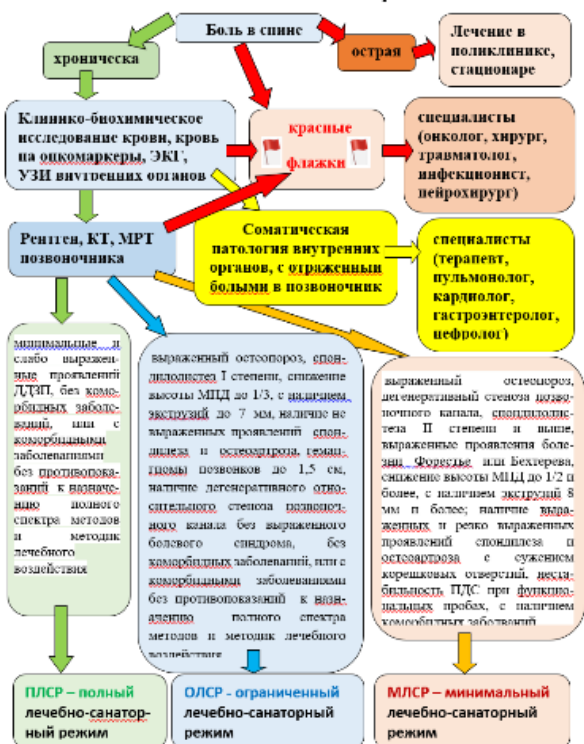 Боль в спине
хроническа
острая
Лечение в
поликлинике,
стационаре
Клинико-биохимическое
исследование крови, кровь
на онкомаркеры, ЭКГ,
УЗИ внутренних органов
красные
флажки
специалисты
(онколог, хирург,
травматолог,
инфекционист,
нейрохирург)
Рентген, КТ, МРТ
позвоночника
Соматическая
патология внутренних
органов, с отраженным
болыми в позвоночник
специалисты
(терапевт,
пульмонолог,
кардиолог,
гастроэнтеролог,
нефролог)
минимальные и
слабо выражен-
ные проявлений
ДДЗП, без комо-
рбидных заболе-
ваний, или с
коморбидными
заболеваниями
без противопока-
заний к назначе-
нию полного
спектра методов
и методик
лечебного
воздействия
выраженный остеопороз, спон-
дилолистез I степени, снижение
высоты МПД до 1/3, с наличием
экструзий до 7 мм, наличие не
выраженных проявлений спон-
дилеза и остеоартроза, геман-
гиомы) позвонков до 1,5 см,
наличие дегенеративного отно-
сительного стеноза позвоноч-
ного канала без выраженного
болевого синдрома, без
коморбидных заболеваний, или с
коморбидными заболеваниями
без противопоказаний к назн-
ачению полного спектра
методов и методик лечебного
воздействия
выраженный остеопороз,
дегенеративный стеноза позво-
ночного канала, спондилолис-
теза II степени и выше,
выраженные проявления боле-
зни Форестье или Бехтерева,
снижение высоты МПД до 1/2 и
более, с наличием экструзий 8
мм и более; наличие выра-
женных и резко выраженных
проявлений спондилеза и
остеоартроза с сужением
корешковых отверстий, неста-
бильность ПДС при функцио-
нальных пробах, с наличием
коморбидных заболваний
ПЛСР – полный
лечебно-санатор-
ный режим
ОЛСР - ограниченный
лечебно-санаторный
режим
МЛСР – минимальный
лечебно-санаторный
режим